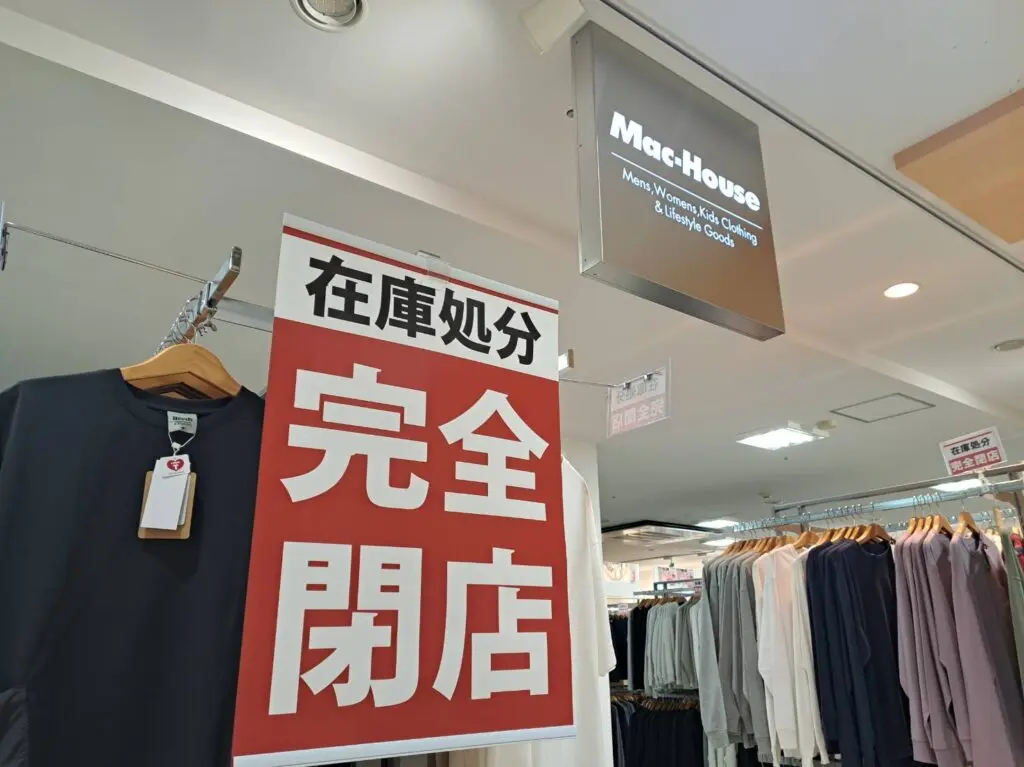 Mac-House
Mens,Womens,Kids Clothing
& Lifestyle Goods
在庫処分
完全
閉店
在庫処分
完全閉店